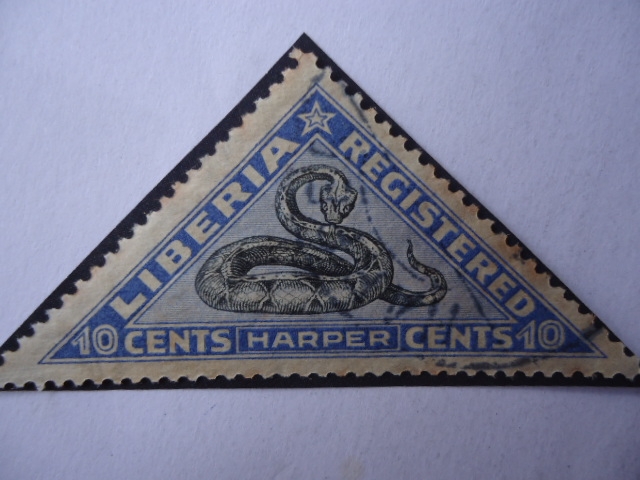 LIBERIA
REGISTERED
10 CENTS HARPER CENTS 10